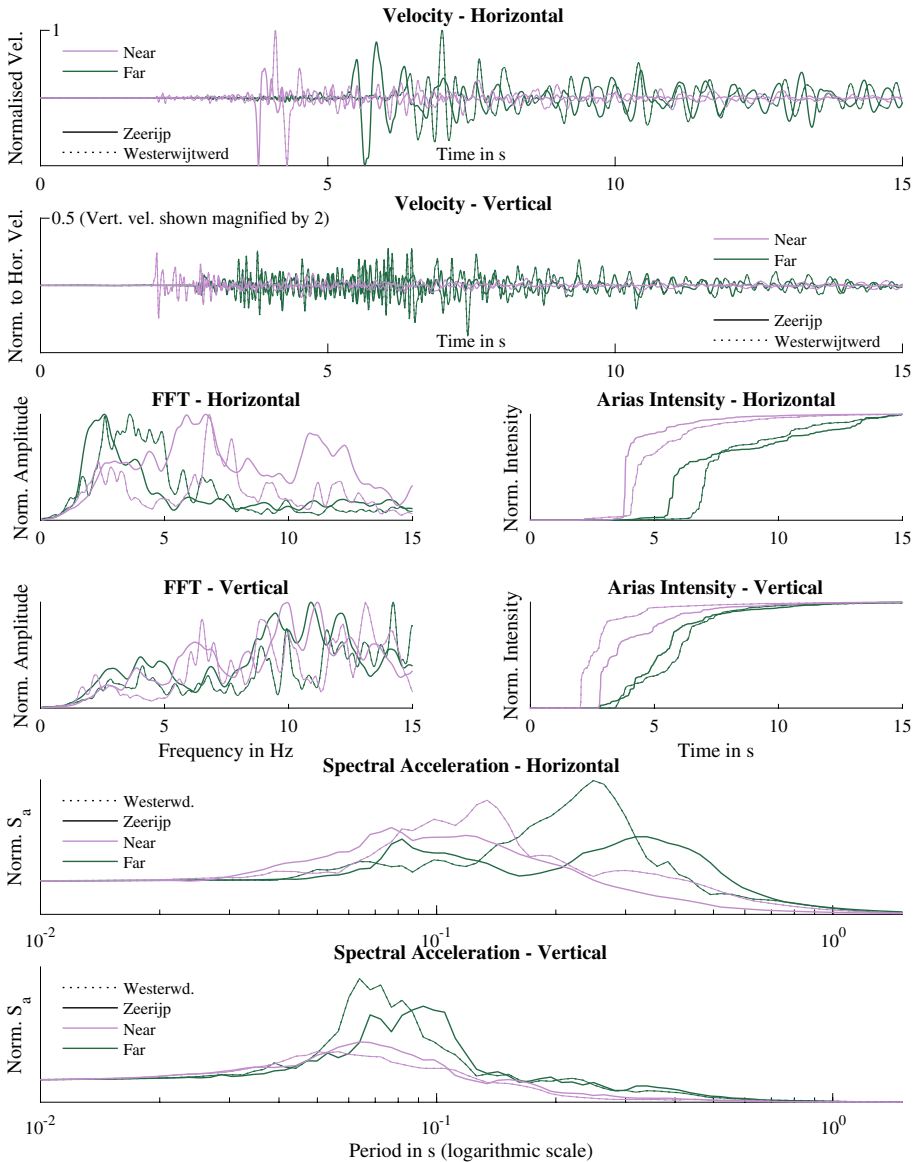 Velocity - Horizontal
Normalised Vel.
1
Near
Far
Zeerijp
Westerwijtwerd
Time in s
0 5 10 15
Velocity - Vertical
Norm. to Hor. Vel.
0.5 (Vert. vel. shown magnified by 2)
Near
Far
Zeerijp
Westerwijtwerd
Time in s
0 5 10 15
FFT - Horizontal
Norm. Amplitude
0 5 10 15
Arias Intensity - Horizontal
Norm. Intensity
0 5 10 15
FFT - Vertical
Norm. Amplitude
0 5 10 15
Frequency in Hz
Arias Intensity - Vertical
Norm. Intensity
0 5 10 15
Time in s
Spectral Acceleration - Horizontal
Norm. Sa
Westerwd.
Zeerijp
Near
Far
10-2 10-1 100
Spectral Acceleration - Vertical
Norm. Sa
Westerwd.
Zeerijp
Near
Far
10-2 10-1 100
Period in s (logarithmic scale)